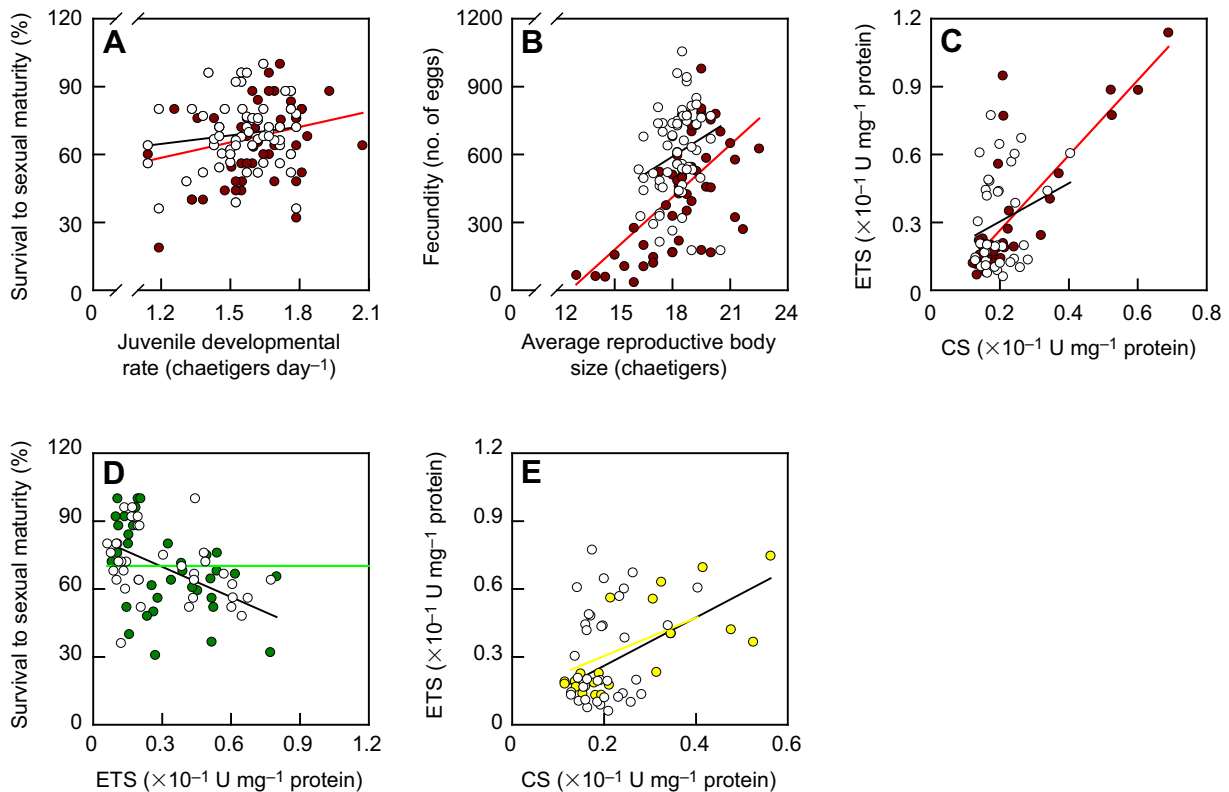 A
Survival to sexual maturity (%)
120
90
60
30
0
0 1.2 1.5 1.8 2.1
Juvenile developmental
rate (chaetigers day–1)
B
Fecundity (no. of eggs)
1200
900
600
300
0
0 12 15 18 21 24
Average reproductive body
size (chaetigers)
C
ETS (×10–1 U mg–1 protein)
1.2
0.9
0.6
0.3
0
0 0.2 0.4 0.6 0.8
CS (×10–1 U mg–1 protein)
D
Survival to sexual maturity (%)
120
90
60
30
0
0 0.3 0.6 0.9 1.2
ETS (×10–1 U mg–1 protein)
E
ETS (×10–1 U mg–1 protein)
1.2
0.9
0.6
0.3
0
0 0.2 0.4 0.6
CS (×10–1 U mg–1 protein)